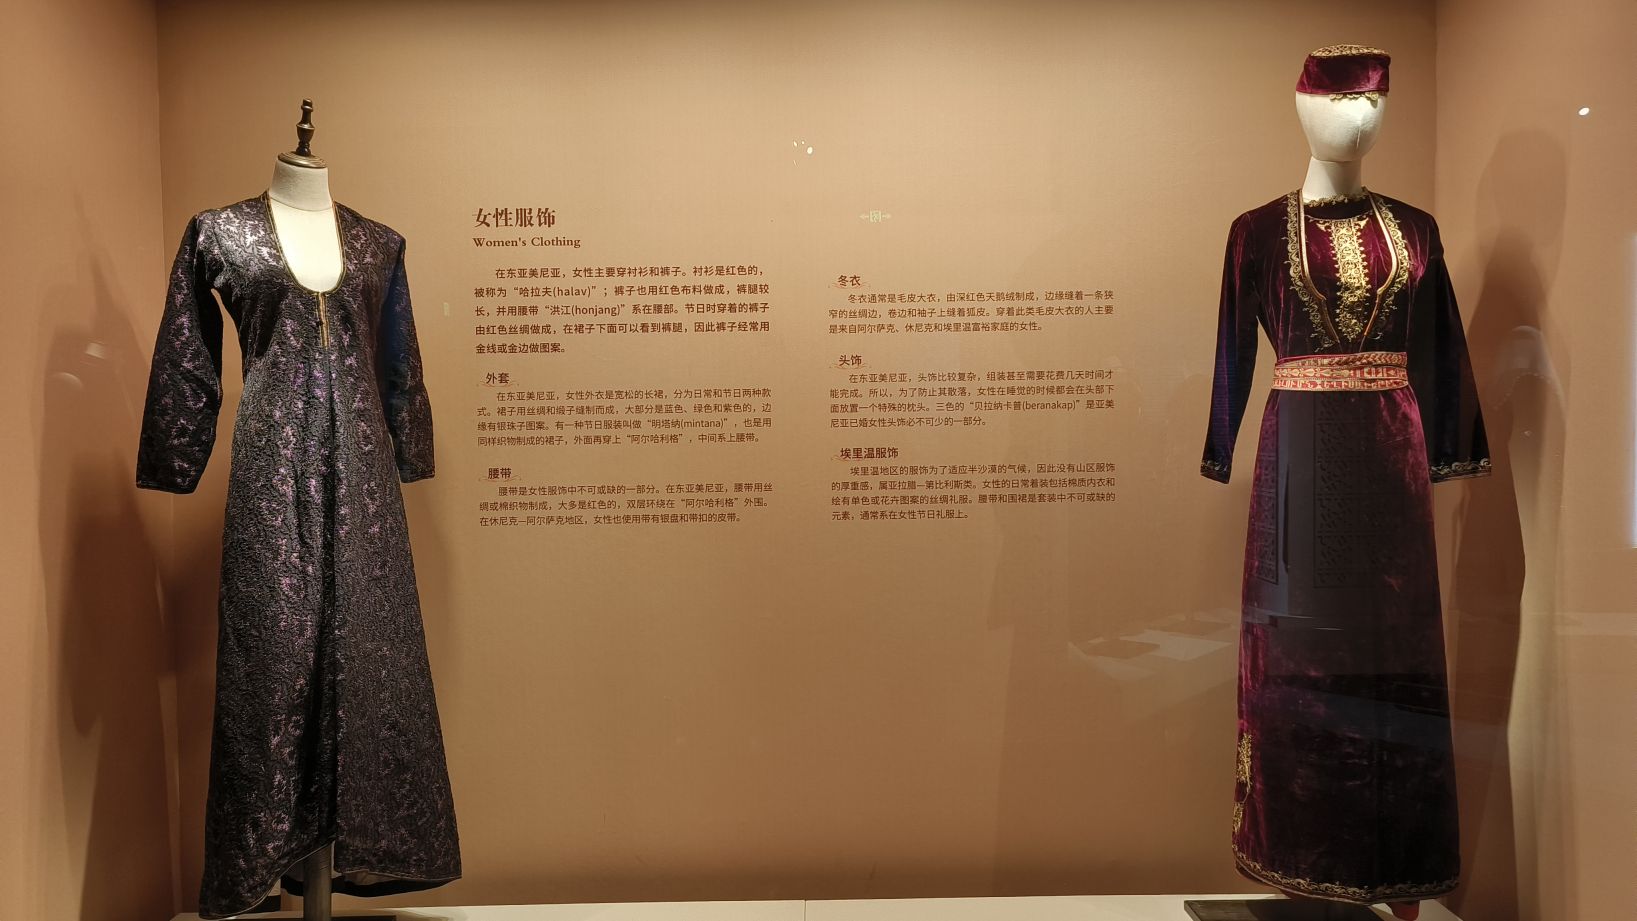 女性服饰
Women's Clothing
在东亚美尼亚，女性主要穿衬衫和裤子。衬衫是红色的，
被称为“哈拉夫(halav)”；裤子也用红色布料做成，裤腿较
长，并用腰带“洪江(honjang)”系在腰部。节日时穿着的裤子
由红色丝绸做成，在裙子下面可以看到裤腿，因此裤子经常用
金线或金边做图案。
外套
在东亚美尼亚，女性外衣是宽松的长裙，分为日常和节日两种款
式。裙子用丝绸和缎子缝制而成，大部分是蓝色、绿色和紫色的，边
缘有银珠子图案。有一种节日服装叫做“明塔纳(mintana)”，也是用
同样织物制成的裙子，外面再穿上“阿尔哈利格”，中间系上腰带。
腰带
腰带是女性服饰中不可或缺的一部分。在东亚美尼亚，腰带用丝
绸或棉织物制成，大多是红色的，双层环绕在“阿尔哈利格”外围。
在休尼克—阿尔萨克地区，女性也使用带有银盘和带扣的皮带。
冬衣
冬衣通常是毛皮大衣，由深红色天鹅绒制成，边缘缝着一条狭
窄的丝绸边，卷边和袖子上缝着狐皮。穿着此类毛皮大衣的人主要
是来自阿尔萨克、休尼克和埃里温富裕家庭的女性。
头饰
在东亚美尼亚，头饰比较复杂，组装甚至需要花费几天时间才
能完成。所以，为了防止其散落，女性在睡觉的时候都会在头部下
面放置一个特殊的枕头。三色的“贝拉纳卡普(beranakap)”是亚美
尼亚已婚女性头饰必不可少的一部分。
埃里温服饰
埃里温地区的服饰为了适应半沙漠的气候，因此没有山区服饰
的厚重感，属亚拉腊—第比利斯类。女性的日常着装包括棉质内衣和
绘有单色或花卉图案的丝绸礼服。腰带和围裙是套装中不可或缺的
元素，通常系在女性节日礼服上。